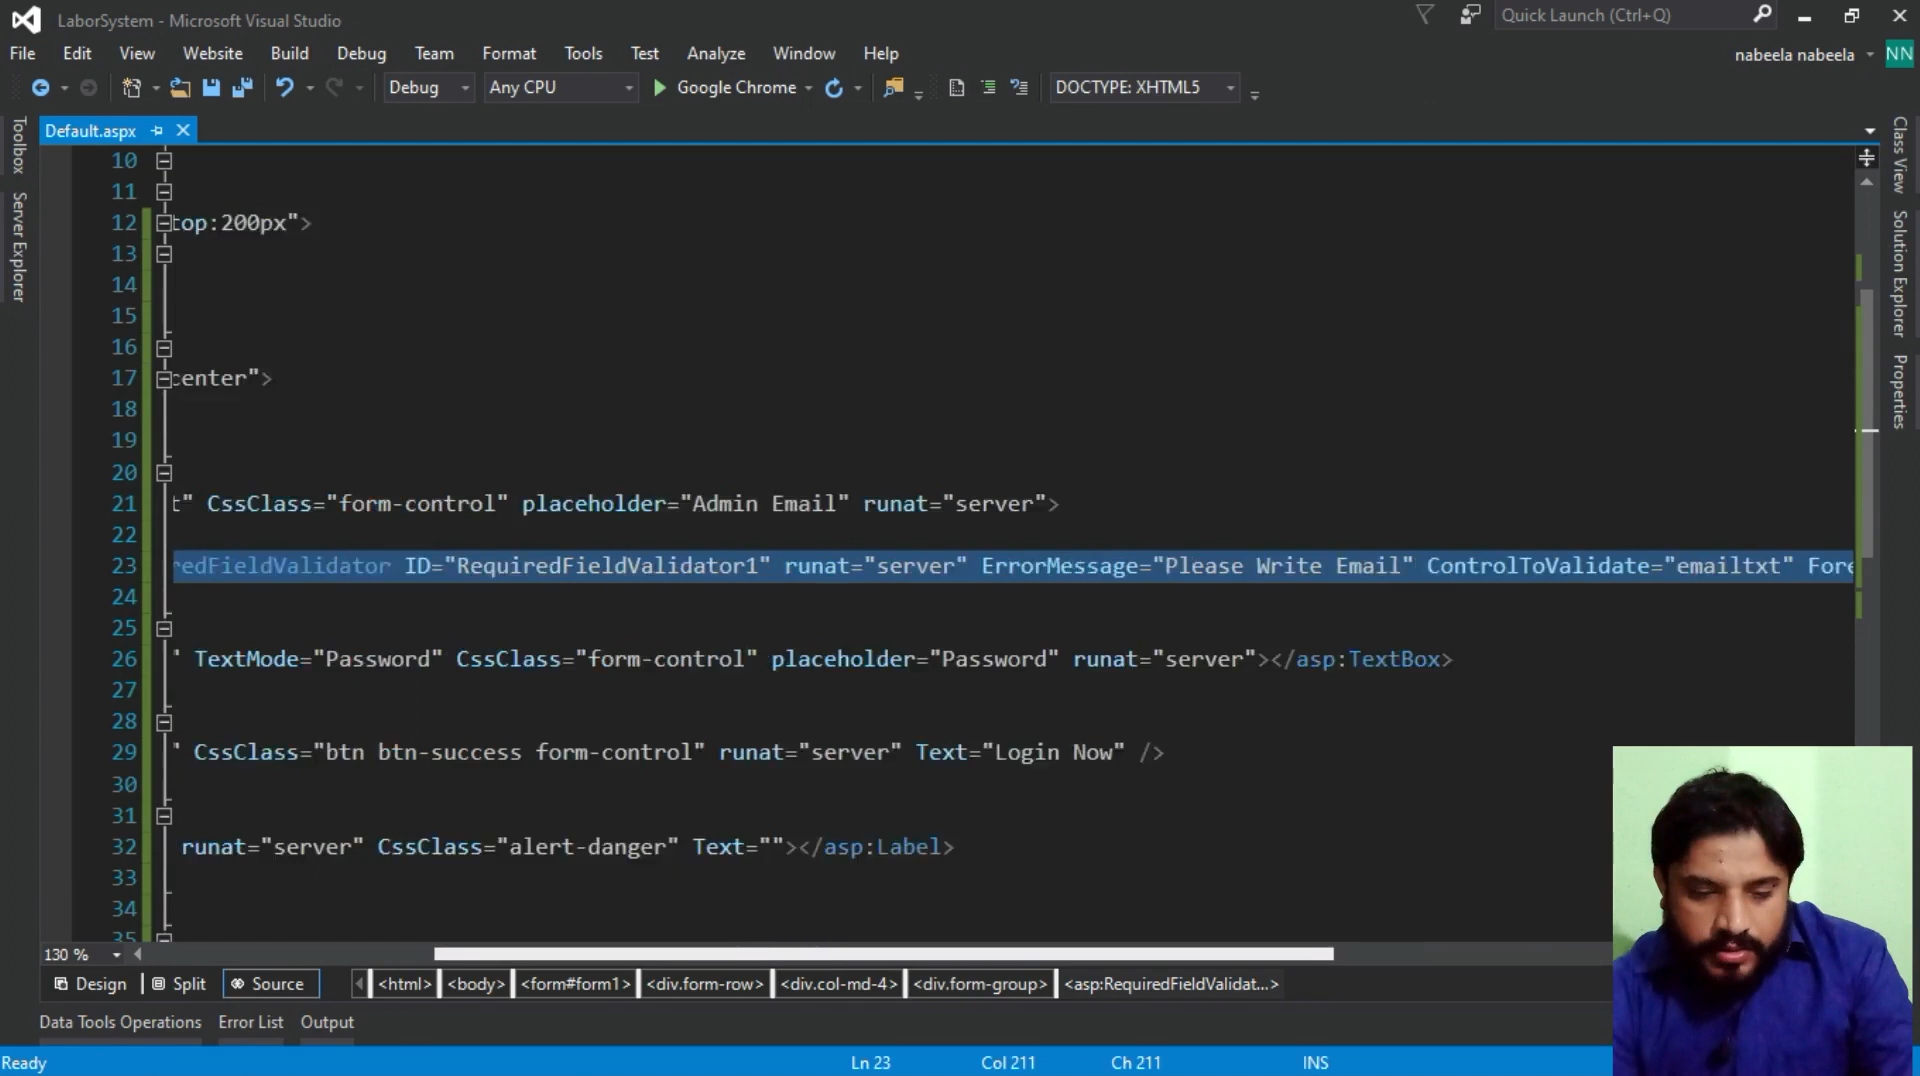 LaborSystem - Microsoft Visual Studio
Quick Launch (Ctrl+Q)
File Edit View Website Build Debug Team Format Tools Test Analyze Window Help
nabeela nabeela NN
Debug Any CPU Google Chrome DOCTYPE: XHTML5
Toolbox
Server Explorer
Default.aspx
Class View
Solution Explorer
Properties
10
11
12 top:200px">
13
14
15
16
17 center">
18
19
20
21 t" CssClass="form-control" placeholder="Admin Email" runat="server">
22
23 redFieldValidator ID="RequiredFieldValidator1" runat="server" ErrorMessage="Please Write Email" ControlToValidate="emailtxt" Fore
24
25
26 " TextMode="Password" CssClass="form-control" placeholder="Password" runat="server"></asp:TextBox>
27
28
29 " CssClass="btn btn-success form-control" runat="server" Text="Login Now" />
30
31
32 runat="server" CssClass="alert-danger" Text=""></asp:Label>
33
34
35
130 %
Design Split Source <html> <body> <form#form1> <div.form-row> <div.col-md-4> <div.form-group> <asp:RequiredFieldValidat...>
Data Tools Operations Error List Output
Ready Ln 23 Col 211 Ch 211 INS